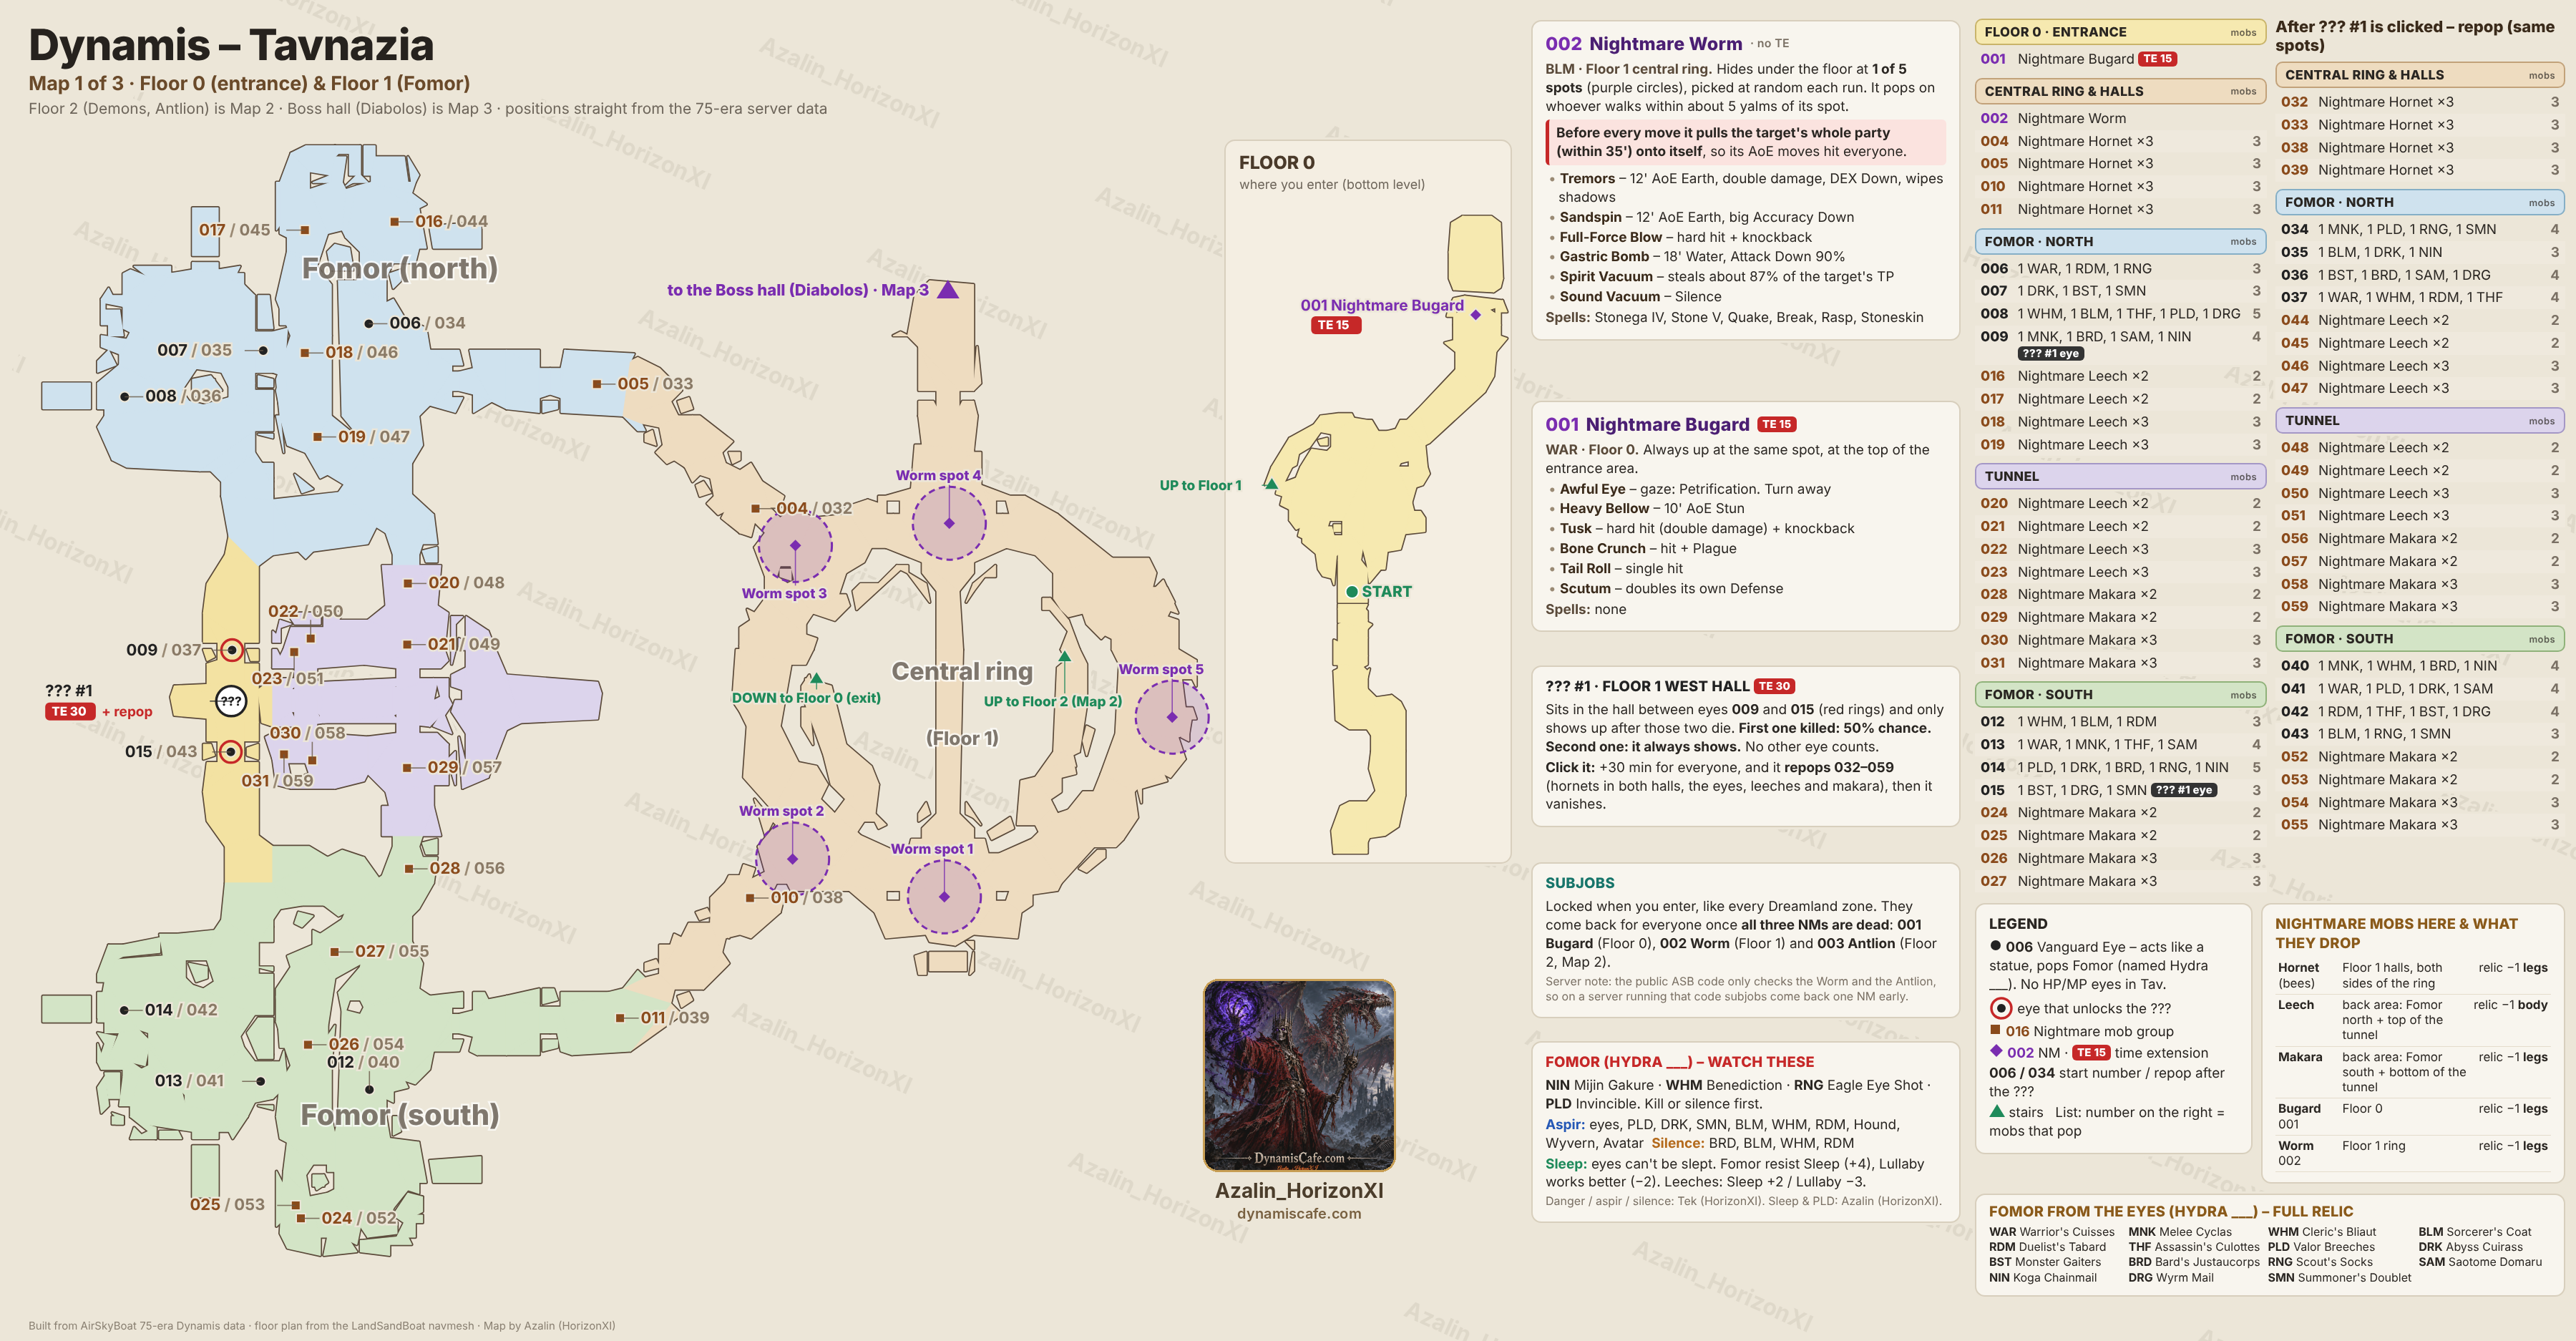 Dynamis – Tavnazia
Map 1 of 3 · Floor 0 (entrance) & Floor 1 (Fomor)
Floor 2 (Demons, Antlion) is Map 2 · Boss hall (Diabolos) is Map 3 · positions straight from the 75-era server data
017 / 045
016 / 044
Fomor (north)
006 / 034
007 / 035
018 / 046
008 / 036
019 / 047
005 / 033
to the Boss hall (Diabolos) · Map 3
004 / 032
Worm spot 4
Worm spot 3
020 / 048
022 / 050
009 / 037
021 / 049
023 / 051
??? #1
???
TE 30 + repop
030 / 058
015 / 043
029 / 057
031 / 059
Central ring
Worm spot 5
DOWN to Floor 0 (exit)
UP to Floor 2 (Map 2)
(Floor 1)
Worm spot 2
Worm spot 1
028 / 056
010 / 038
027 / 055
014 / 042
011 / 039
026 / 054
012 / 040
013 / 041
Fomor (south)
025 / 053
024 / 052
FLOOR 0
where you enter (bottom level)
001 Nightmare Bugard
TE 15
UP to Floor 1
START
DynamisCafe.com
Azalin_HorizonXI
dynamiscafe.com
Built from AirSkyBoat 75-era Dynamis data · floor plan from the LandSandBoat navmesh · Map by Azalin (HorizonXI)
002 Nightmare Worm · no TE
BLM · Floor 1 central ring. Hides under the floor at 1 of 5
spots (purple circles), picked at random each run. It pops on
whoever walks within about 5 yalms of its spot.
Before every move it pulls the target's whole party
(within 35') onto itself, so its AoE moves hit everyone.
• Tremors – 12' AoE Earth, double damage, DEX Down, wipes
shadows
• Sandspin – 12' AoE Earth, big Accuracy Down
• Full-Force Blow – hard hit + knockback
• Gastric Bomb – 18' Water, Attack Down 90%
• Spirit Vacuum – steals about 87% of the target's TP
• Sound Vacuum – Silence
Spells: Stonega IV, Stone V, Quake, Break, Rasp, Stoneskin
001 Nightmare Bugard TE 15
WAR · Floor 0. Always up at the same spot, at the top of the
entrance area.
• Awful Eye – gaze: Petrification. Turn away
• Heavy Bellow – 10' AoE Stun
• Tusk – hard hit (double damage) + knockback
• Bone Crunch – hit + Plague
• Tail Roll – single hit
• Scutum – doubles its own Defense
Spells: none
??? #1 · FLOOR 1 WEST HALL TE 30
Sits in the hall between eyes 009 and 015 (red rings) and only
shows up after those two die. First one killed: 50% chance.
Second one: it always shows. No other eye counts.
Click it: +30 min for everyone, and it repops 032–059
(hornets in both halls, the eyes, leeches and makara), then it
vanishes.
SUBJOBS
Locked when you enter, like every Dreamland zone. They
come back for everyone once all three NMs are dead: 001
Bugard (Floor 0), 002 Worm (Floor 1) and 003 Antlion (Floor
2, Map 2).
Server note: the public ASB code only checks the Worm and the Antlion,
so on a server running that code subjobs come back one NM early.
FOMOR (HYDRA ___) – WATCH THESE
NIN Mijin Gakure · WHM Benediction · RNG Eagle Eye Shot ·
PLD Invincible. Kill or silence first.
Aspir: eyes, PLD, DRK, SMN, BLM, WHM, RDM, Hound,
Wyvern, Avatar Silence: BRD, BLM, WHM, RDM
Sleep: eyes can't be slept. Fomor resist Sleep (+4), Lullaby
works better (−2). Leeches: Sleep +2 / Lullaby −3.
Danger / aspir / silence: Tek (HorizonXI). Sleep & PLD: Azalin (HorizonXI).
FLOOR 0 · ENTRANCE mobs
001 Nightmare Bugard TE 15
CENTRAL RING & HALLS mobs
002 Nightmare Worm
004 Nightmare Hornet ×3 3
005 Nightmare Hornet ×3 3
010 Nightmare Hornet ×3 3
011 Nightmare Hornet ×3 3
FOMOR · NORTH mobs
006 1 WAR, 1 RDM, 1 RNG 3
007 1 DRK, 1 BST, 1 SMN 3
008 1 WHM, 1 BLM, 1 THF, 1 PLD, 1 DRG 5
009 1 MNK, 1 BRD, 1 SAM, 1 NIN 4
??? #1 eye
016 Nightmare Leech ×2 2
017 Nightmare Leech ×2 2
018 Nightmare Leech ×3 3
019 Nightmare Leech ×3 3
TUNNEL mobs
020 Nightmare Leech ×2 2
021 Nightmare Leech ×2 2
022 Nightmare Leech ×3 3
023 Nightmare Leech ×3 3
028 Nightmare Makara ×2 2
029 Nightmare Makara ×2 2
030 Nightmare Makara ×3 3
031 Nightmare Makara ×3 3
FOMOR · SOUTH mobs
012 1 WHM, 1 BLM, 1 RDM 3
013 1 WAR, 1 MNK, 1 THF, 1 SAM 4
014 1 PLD, 1 DRK, 1 BRD, 1 RNG, 1 NIN 5
015 1 BST, 1 DRG, 1 SMN ??? #1 eye 3
024 Nightmare Makara ×2 2
025 Nightmare Makara ×2 2
026 Nightmare Makara ×3 3
027 Nightmare Makara ×3 3
After ??? #1 is clicked – repop (same
spots)
CENTRAL RING & HALLS mobs
032 Nightmare Hornet ×3 3
033 Nightmare Hornet ×3 3
038 Nightmare Hornet ×3 3
039 Nightmare Hornet ×3 3
FOMOR · NORTH mobs
034 1 MNK, 1 PLD, 1 RNG, 1 SMN 4
035 1 BLM, 1 DRK, 1 NIN 3
036 1 BST, 1 BRD, 1 SAM, 1 DRG 4
037 1 WAR, 1 WHM, 1 RDM, 1 THF 4
044 Nightmare Leech ×2 2
045 Nightmare Leech ×2 2
046 Nightmare Leech ×3 3
047 Nightmare Leech ×3 3
TUNNEL mobs
048 Nightmare Leech ×2 2
049 Nightmare Leech ×2 2
050 Nightmare Leech ×3 3
051 Nightmare Leech ×3 3
056 Nightmare Makara ×2 2
057 Nightmare Makara ×2 2
058 Nightmare Makara ×3 3
059 Nightmare Makara ×3 3
FOMOR · SOUTH mobs
040 1 MNK, 1 WHM, 1 BRD, 1 NIN 4
041 1 WAR, 1 PLD, 1 DRK, 1 SAM 4
042 1 RDM, 1 THF, 1 BST, 1 DRG 4
043 1 BLM, 1 RNG, 1 SMN 3
052 Nightmare Makara ×2 2
053 Nightmare Makara ×2 2
054 Nightmare Makara ×3 3
055 Nightmare Makara ×3 3
LEGEND
006 Vanguard Eye – acts like a
statue, pops Fomor (named Hydra
___). No HP/MP eyes in Tav.
eye that unlocks the ???
016 Nightmare mob group
002 NM · TE 15 time extension
006 / 034 start number / repop after
the ???
stairs List: number on the right =
mobs that pop
NIGHTMARE MOBS HERE & WHAT
THEY DROP
Hornet (bees) Floor 1 halls, both sides of the ring relic −1 legs
Leech back area: Fomor north + top of the tunnel relic −1 body
Makara back area: Fomor south + bottom of the tunnel relic −1 legs
Bugard 001 Floor 0 relic −1 legs
Worm 002 Floor 1 ring relic −1 legs
FOMOR FROM THE EYES (HYDRA ___) – FULL RELIC
WAR Warrior's Cuisses MNK Melee Cyclas WHM Cleric's Bliaut BLM Sorcerer's Coat
RDM Duelist's Tabard THF Assassin's Culottes PLD Valor Breeches DRK Abyss Cuirass
BST Monster Gaiters BRD Bard's Justaucorps RNG Scout's Socks SAM Saotome Domaru
NIN Koga Chainmail DRG Wyrm Mail SMN Summoner's Doublet